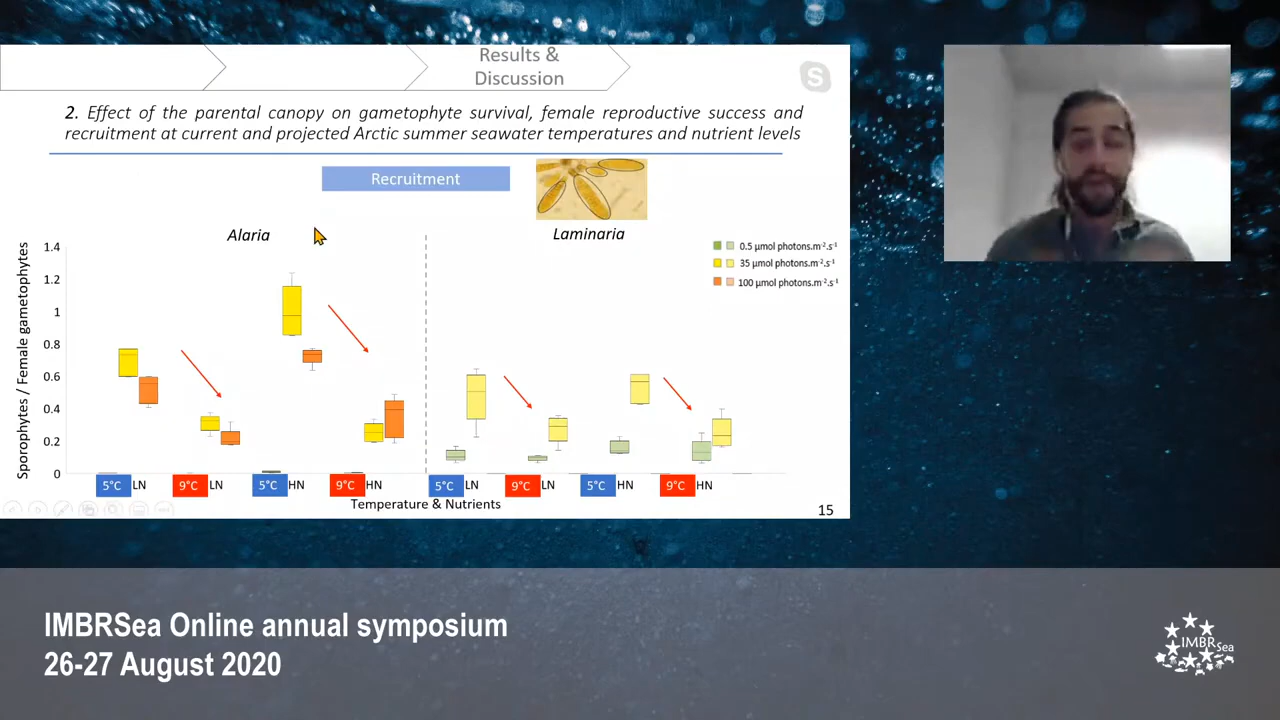 Results &
Discussion
2. Effect of the parental canopy on gametophyte survival, female reproductive success and
recruitment at current and projected Arctic summer seawater temperatures and nutrient levels
Recruitment
Alaria
Laminaria
0.5 μmol photons.m⁻².s⁻¹
35 μmol photons.m⁻².s⁻¹
100 μmol photons.m⁻².s⁻¹
Sporophytes / Female gametophytes
1.4
1.2
1
0.8
0.6
0.4
0.2
0
5°C LN 9°C LN 5°C HN 9°C HN 5°C LN 9°C LN 5°C HN 9°C HN
Temperature & Nutrients
15
IMBRSea Online annual symposium
26-27 August 2020
IMBRSea